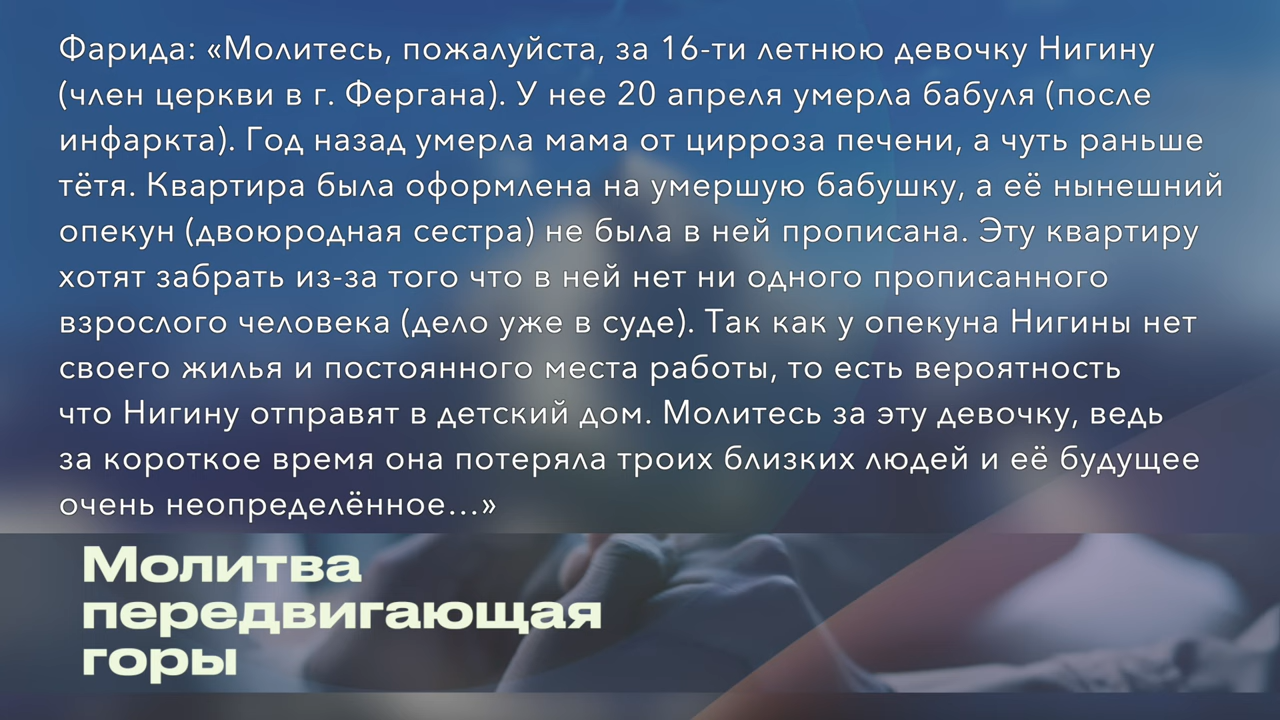 Фарида: «Молитесь, пожалуйста, за 16-ти летнюю девочку Нигину
(член церкви в г. Фергана). У нее 20 апреля умерла бабуля (после
инфаркта). Год назад умерла мама от цирроза печени, а чуть раньше
тётя. Квартира была оформлена на умершую бабушку, а её нынешний
опекун (двоюродная сестра) не была в ней прописана. Эту квартиру
хотят забрать из-за того что в ней нет ни одного прописанного
взрослого человека (дело уже в суде). Так как у опекуна Нигины нет
своего жилья и постоянного места работы, то есть вероятность
что Нигину отправят в детский дом. Молитесь за эту девочку, ведь
за короткое время она потеряла троих близких людей и её будущее
очень неопределённое...»
Молитва
передвигающая
горы